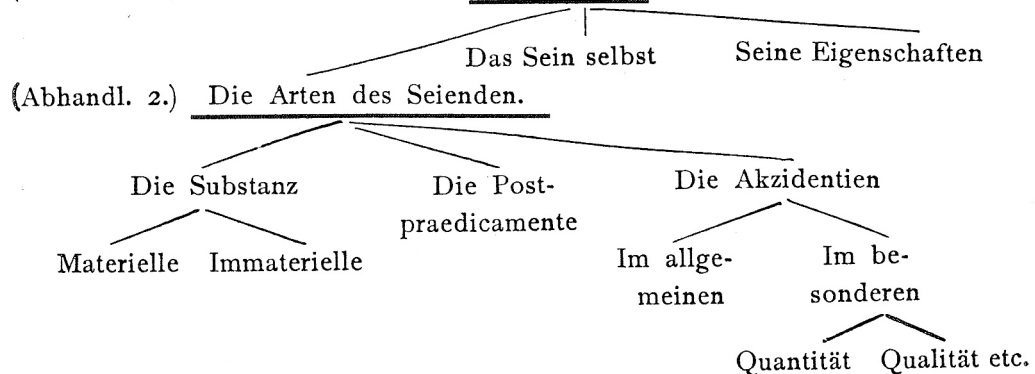 Das Sein selbst Seine Eigenschaften
(Abhandl. 2.) Die Arten des Seienden.
Die Substanz Die Post- Die Akzidentien
praedicamente
Materielle Immaterielle Im allge- Im be-
meinen sonderen
Quantität Qualität etc.